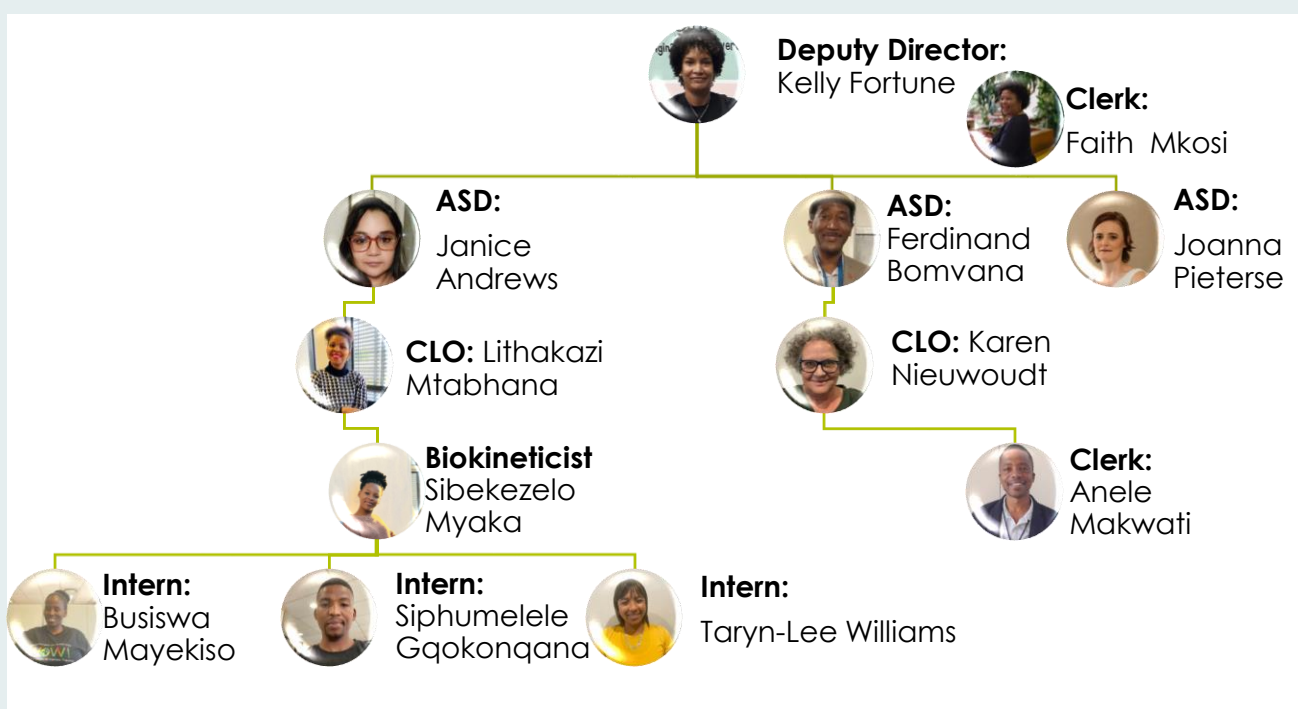 Deputy Director:
Kelly Fortune
Clerk:
Faith Mkosi
ASD:
Janice
Andrews
ASD:
Ferdinand
Bomvana
ASD:
Joanna
Pieterse
CLO: Lithakazi
Mtabhana
CLO: Karen
Nieuwoudt
Biokineticist
Sibekezelo
Myaka
Clerk:
Anele
Makwati
Intern:
Busiswa
Mayekiso
Intern:
Siphumelele
Gqokonqana
Intern:
Taryn-Lee Williams